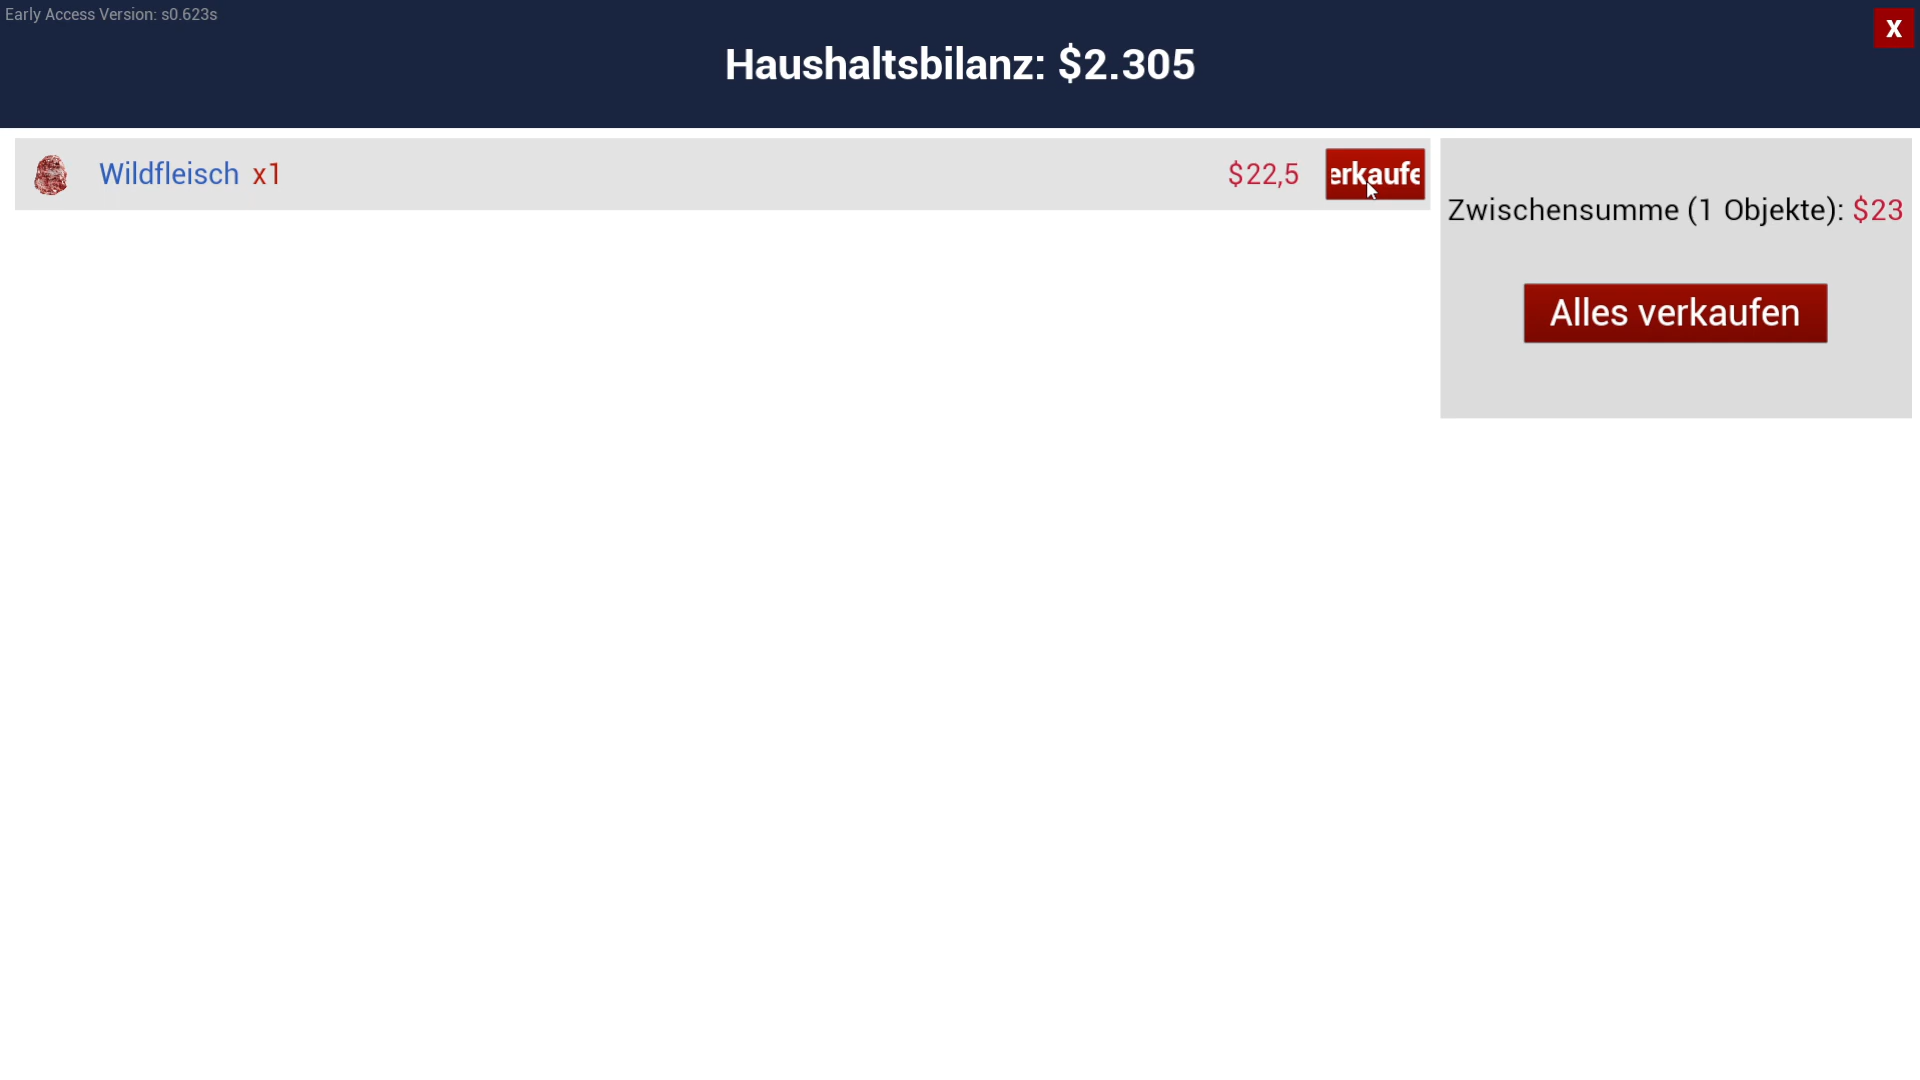 Early Access Version: s0.623s
X
Haushaltsbilanz: $2.305
Wildfleisch x1
$22,5
erkaufe
Zwischensumme (1 Objekte): $23
Alles verkaufen